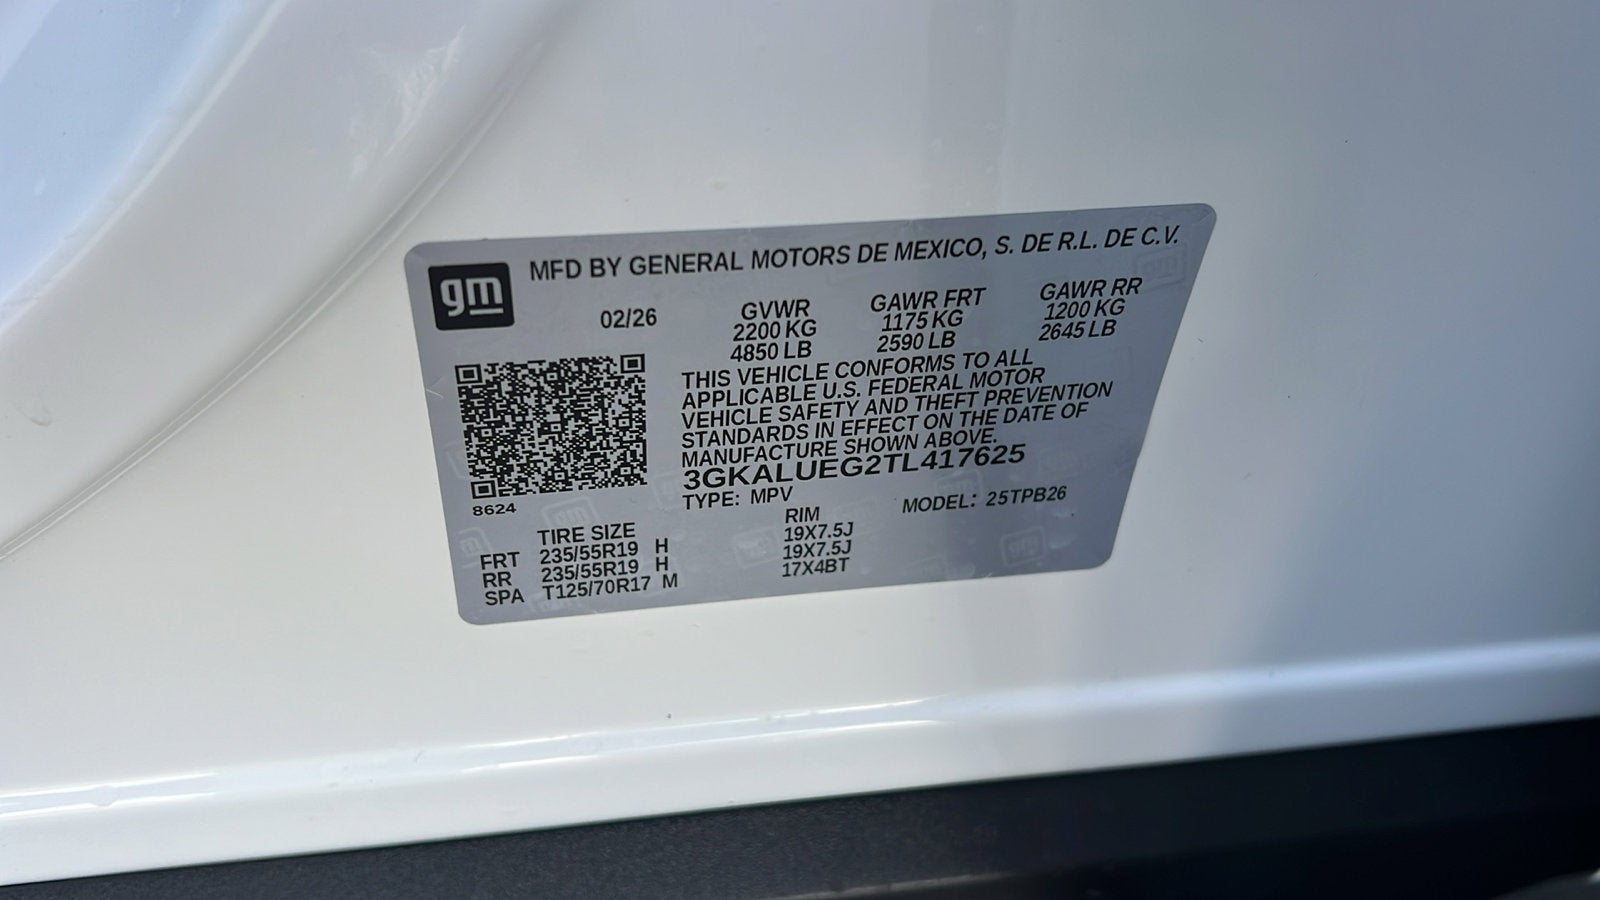 gm
MFD BY GENERAL MOTORS DE MEXICO, S. DE R.L. DE C.V.
02/26 GVWR GAWR FRT GAWR RR
2200 KG 1175 KG 1200 KG
4850 LB 2590 LB 2645 LB
THIS VEHICLE CONFORMS TO ALL
APPLICABLE U.S. FEDERAL MOTOR
VEHICLE SAFETY AND THEFT PREVENTION
STANDARDS IN EFFECT ON THE DATE OF
MANUFACTURE SHOWN ABOVE.
3GKALUEG2TL417625
TYPE: MPV MODEL: 25TPB26
8624
TIRE SIZE RIM
FRT 235/55R19 H 19X7.5J
RR 235/55R19 H 19X7.5J
SPA T125/70R17 M 17X4BT